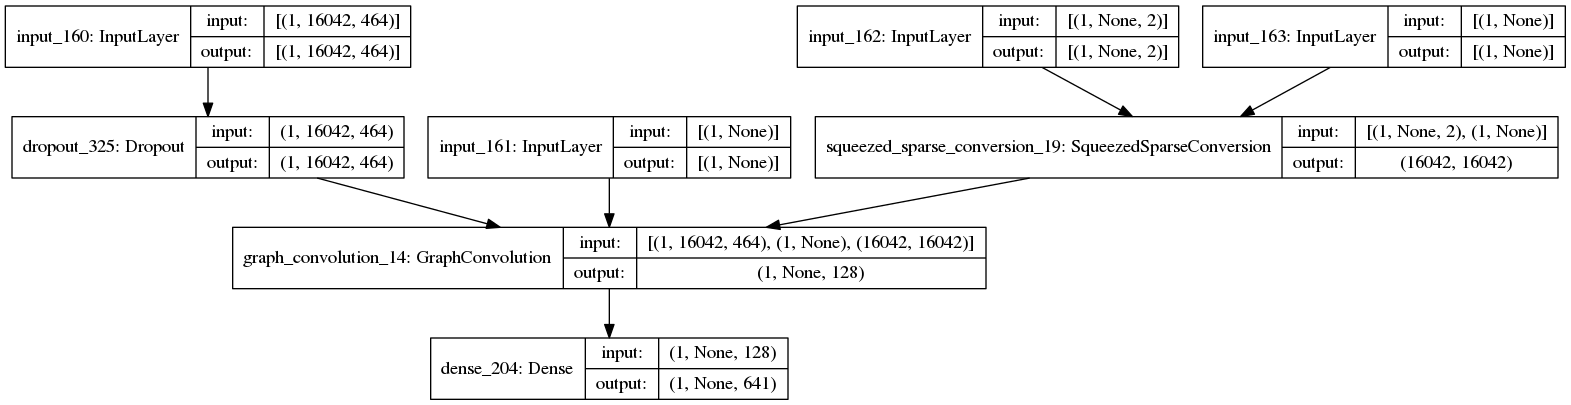 input_160: InputLayer
input: [(1, 16042, 464)]
output: [(1, 16042, 464)]
input_162: InputLayer
input: [(1, None, 2)]
output: [(1, None, 2)]
input_163: InputLayer
input: [(1, None)]
output: [(1, None)]
dropout_325: Dropout
input: (1, 16042, 464)
output: (1, 16042, 464)
input_161: InputLayer
input: [(1, None)]
output: [(1, None)]
squeezed_sparse_conversion_19: SqueezedSparseConversion
input: [(1, None, 2), (1, None)]
output: (16042, 16042)
graph_convolution_14: GraphConvolution
input: [(1, 16042, 464), (1, None), (16042, 16042)]
output: (1, None, 128)
dense_204: Dense
input: (1, None, 128)
output: (1, None, 641)